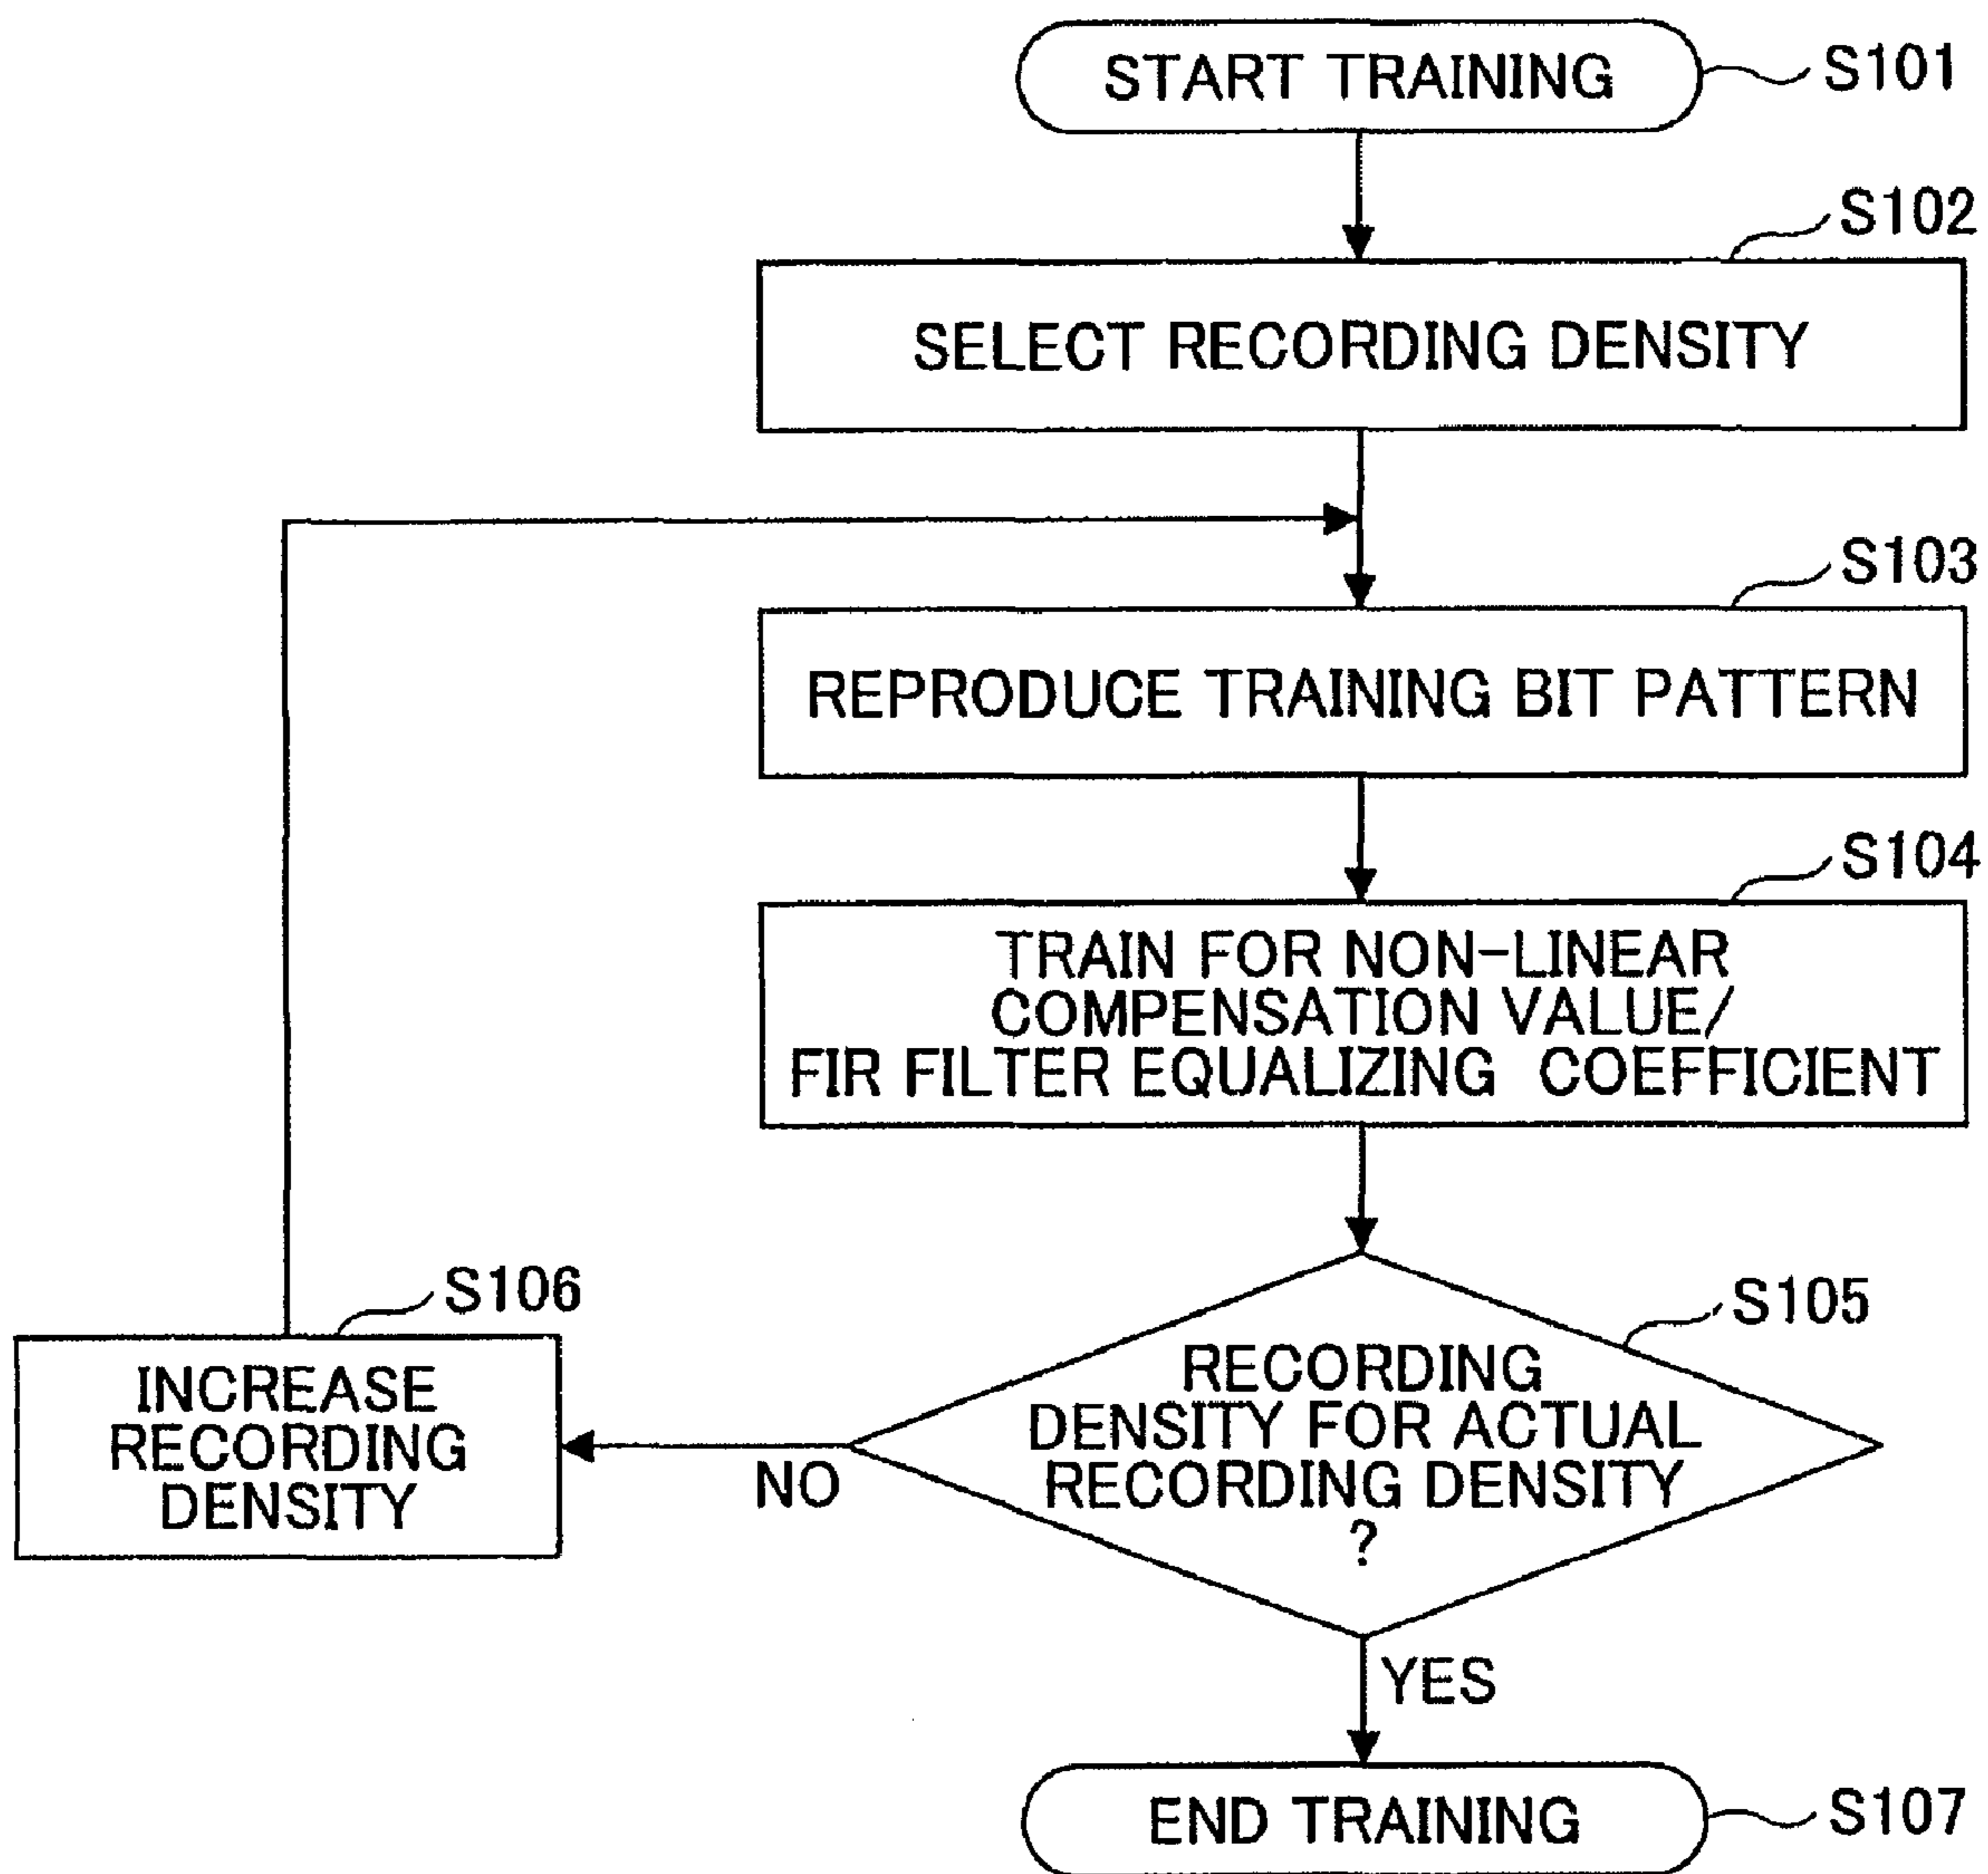 START TRAINING
S101
S102
SELECT RECORDING DENSITY
S103
REPRODUCE TRAINING BIT PATTERN
S104
TRAIN FOR NON-LINEAR
COMPENSATION VALUE/
FIR FILTER EQUALIZING COEFFICIENT
S105
RECORDING
DENSITY FOR ACTUAL
RECORDING DENSITY
?
NO
S106
INCREASE
RECORDING
DENSITY
YES
END TRAINING
S107